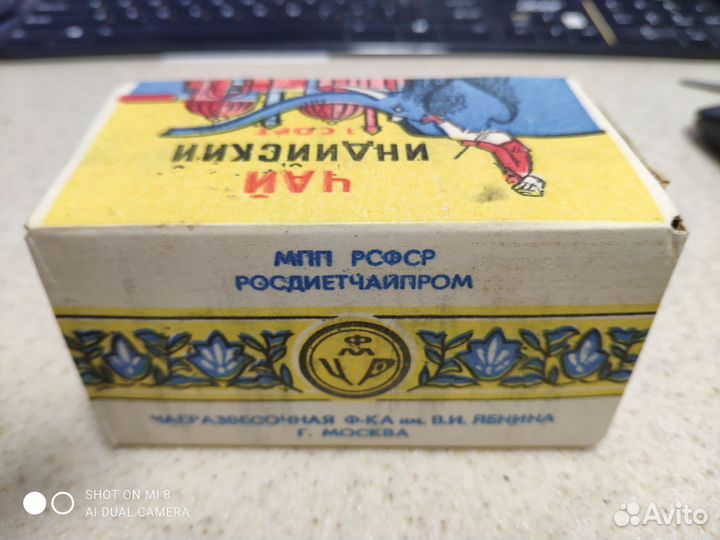 ЧАЙ
ИНДИЙСКИЙ
1 СОРТ
МПП РСФСР
РОСДИЕТЧАЙПРОМ
ЧАЕРАЗВЕСОЧНАЯ Ф-КА им. В.И. ЛЕНИНА
Г. МОСКВА
SHOT ON MI 8
AI DUAL CAMERA
Avito